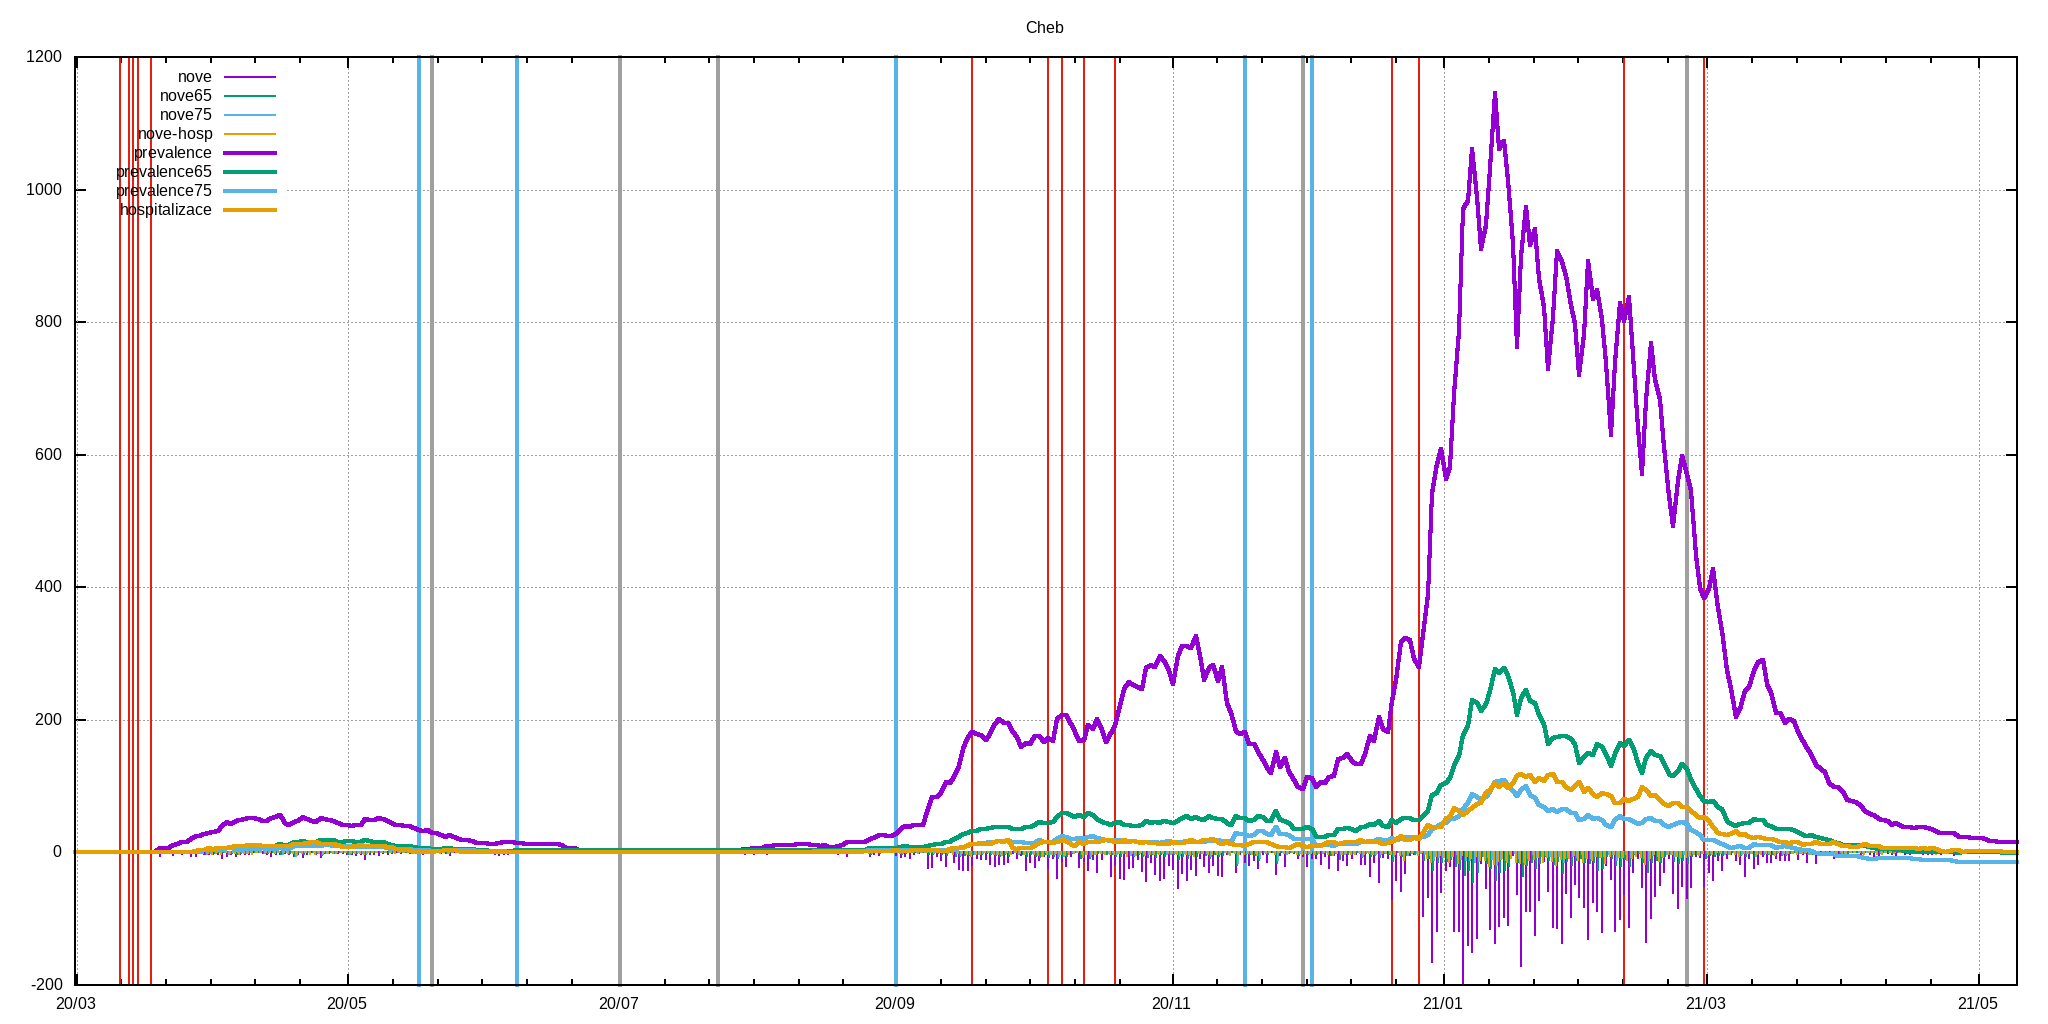 Cheb
1200
1000
800
600
400
200
0
-200
nove
nove65
nove75
nove-hosp
prevalence
prevalence65
prevalence75
hospitalizace
20/03
20/05
20/07
20/09
20/11
21/01
21/03
21/05